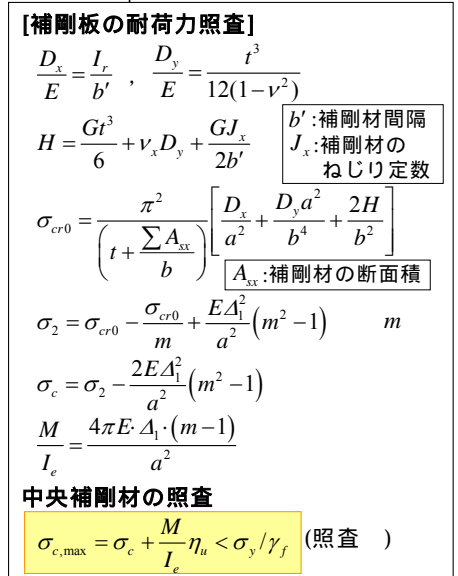 [補剛板の耐荷力照査]
D_x/E = I_r/b′ , D_y/E = t^3/12(1−ν^2)
H = Gt^3/6 + ν_x D_y + GJ_x/2b′
b′:補剛材間隔
J_x:補剛材の
ねじり定数
σ_cr0 = π^2/(t + ∑A_sx/b) [D_x/a^2 + D_y a^2/b^4 + 2H/b^2]
A_sx:補剛材の断面積
σ_2 = σ_cr0 − σ_cr0/m + EΔ_1^2/a^2 (m^2 −1) m
σ_c = σ_2 − 2EΔ_1^2/a^2 (m^2 −1)
M/I_e = 4πE·Δ_1·(m−1)/a^2
中央補剛材の照査
σ_c,max = σ_c + M/I_e η_u < σ_y/γ_f (照査 )